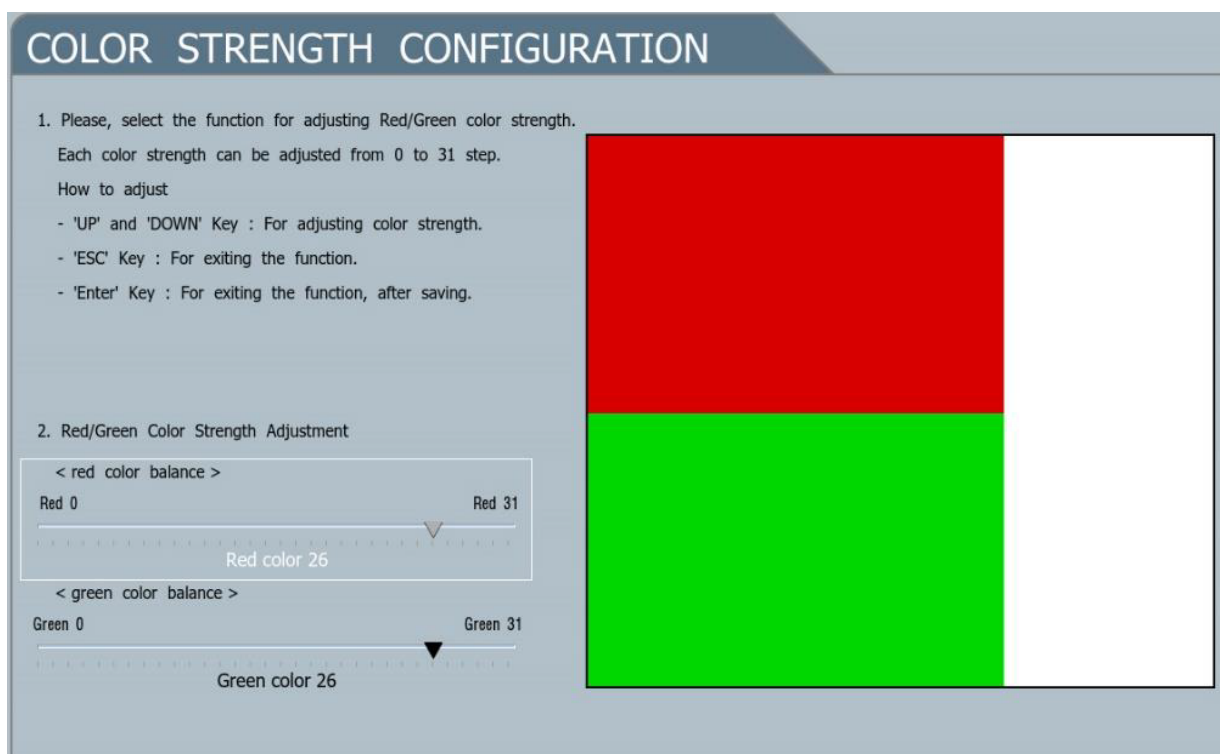 COLOR STRENGTH CONFIGURATION
1. Please, select the function for adjusting Red/Green color strength.
Each color strength can be adjusted from 0 to 31 step.
How to adjust
- 'UP' and 'DOWN' Key : For adjusting color strength.
- 'ESC' Key : For exiting the function.
- 'Enter' Key : For exiting the function, after saving.
2. Red/Green Color Strength Adjustment
< red color balance >
Red 0 Red 31
Red color 26
< green color balance >
Green 0 Green 31
Green color 26